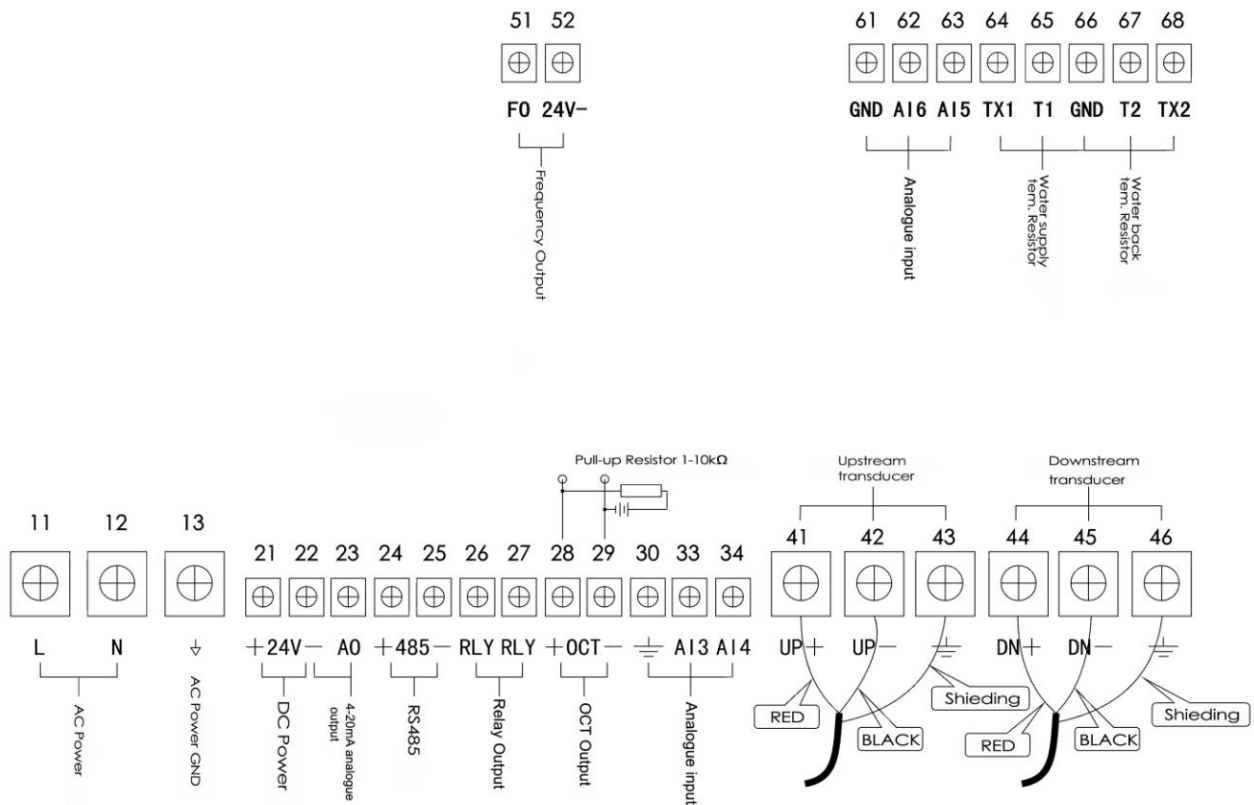 51 52
61 62 63 64 65 66 67 68
FO 24V-
GND AI6 AI5 TX1 T1 GND T2 TX2
Frequency Output
Analogue input
Water supply
tem. Resistor
Water back
tem. Resistor
Pull-up Resistor 1-10kΩ
Upstream
transducer
Downstream
transducer
11 12 13
21 22 23 24 25 26 27 28 29 30 33 34
41 42 43 44 45 46
L N
+24V- AO +485- RLY RLY +OCT- AI3 AI4
UP+ UP- DN+ DN-
AC Power
AC Power GND
DC Power
4-20mA analogue
output
RS485
Relay Output
OCT Output
Analogue input
RED
BLACK
Shieding
RED
BLACK
Shieding